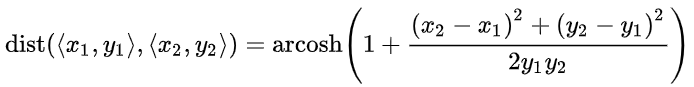 dist(⟨x₁, y₁⟩, ⟨x₂, y₂⟩) = arcosh(1 + ((x₂ − x₁)² + (y₂ − y₁)²) / (2y₁y₂))